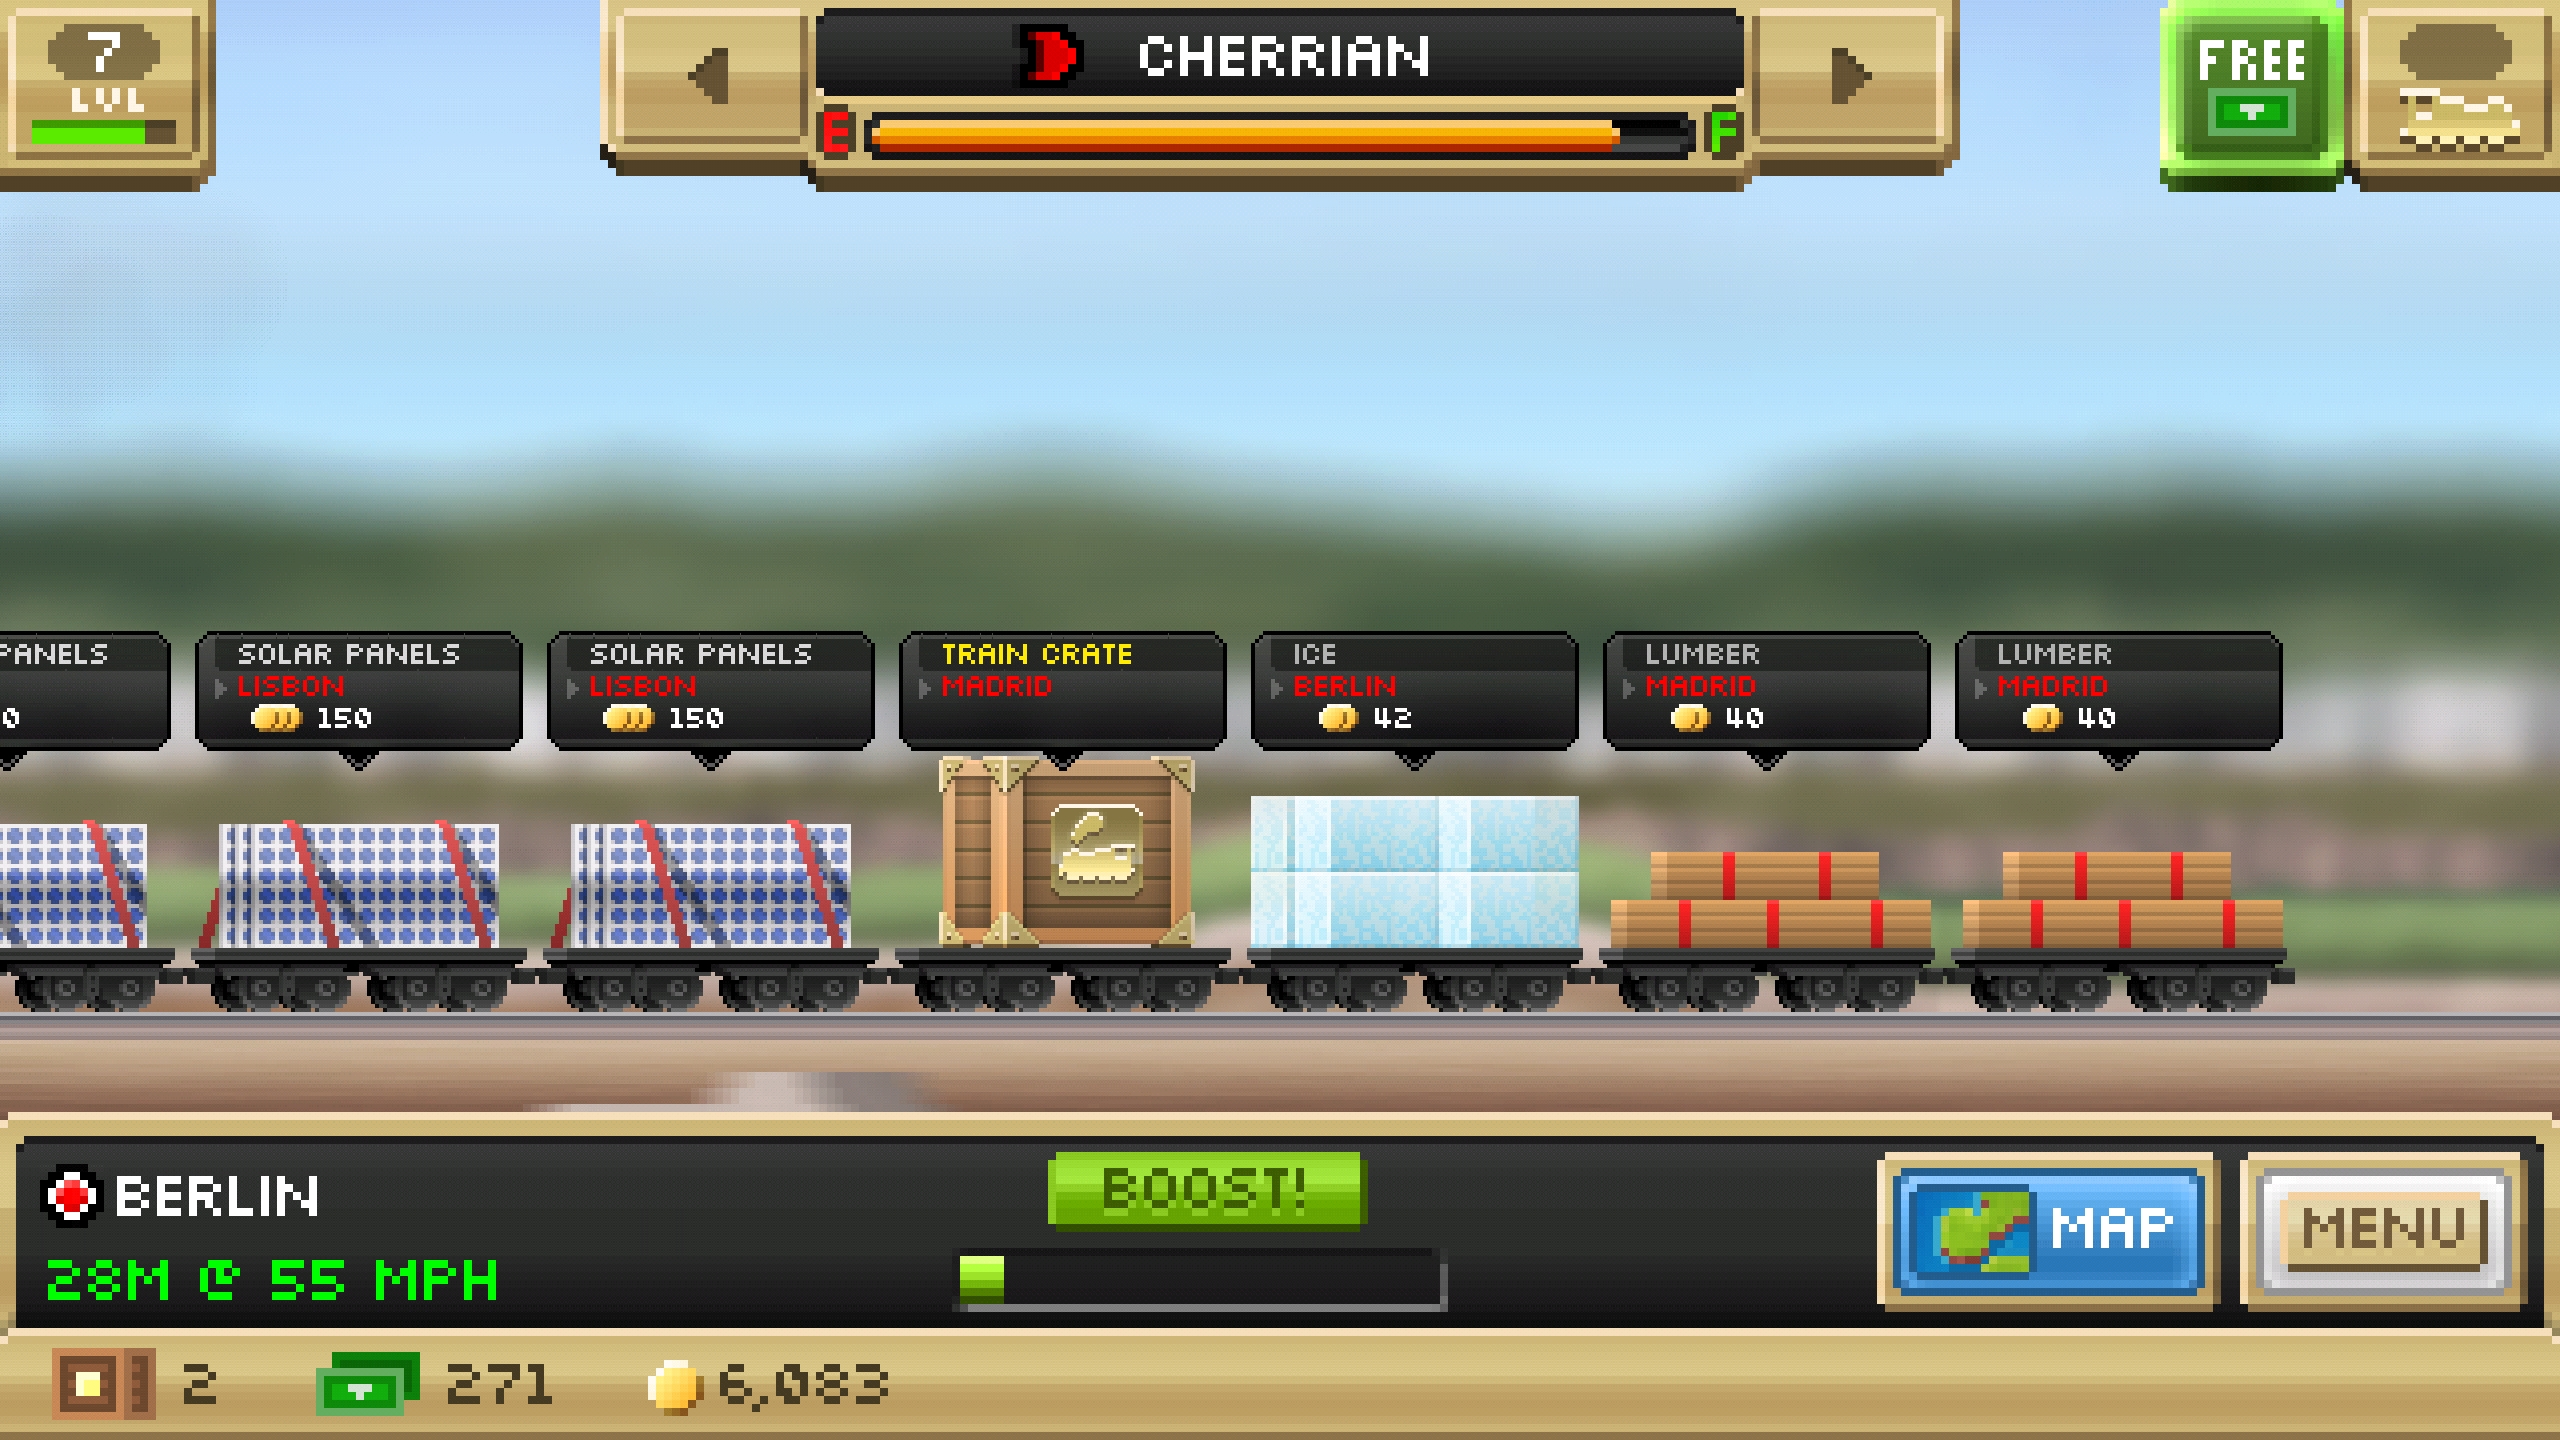 7
LVL
CHERRIAN
E
F
FREE
PANELS
0
SOLAR PANELS
LISBON
150
SOLAR PANELS
LISBON
150
TRAIN CRATE
MADRID
ICE
BERLIN
42
LUMBER
MADRID
40
LUMBER
MADRID
40
BERLIN
28M @ 55 MPH
BOOST!
MAP
MENU
2
271
6,083